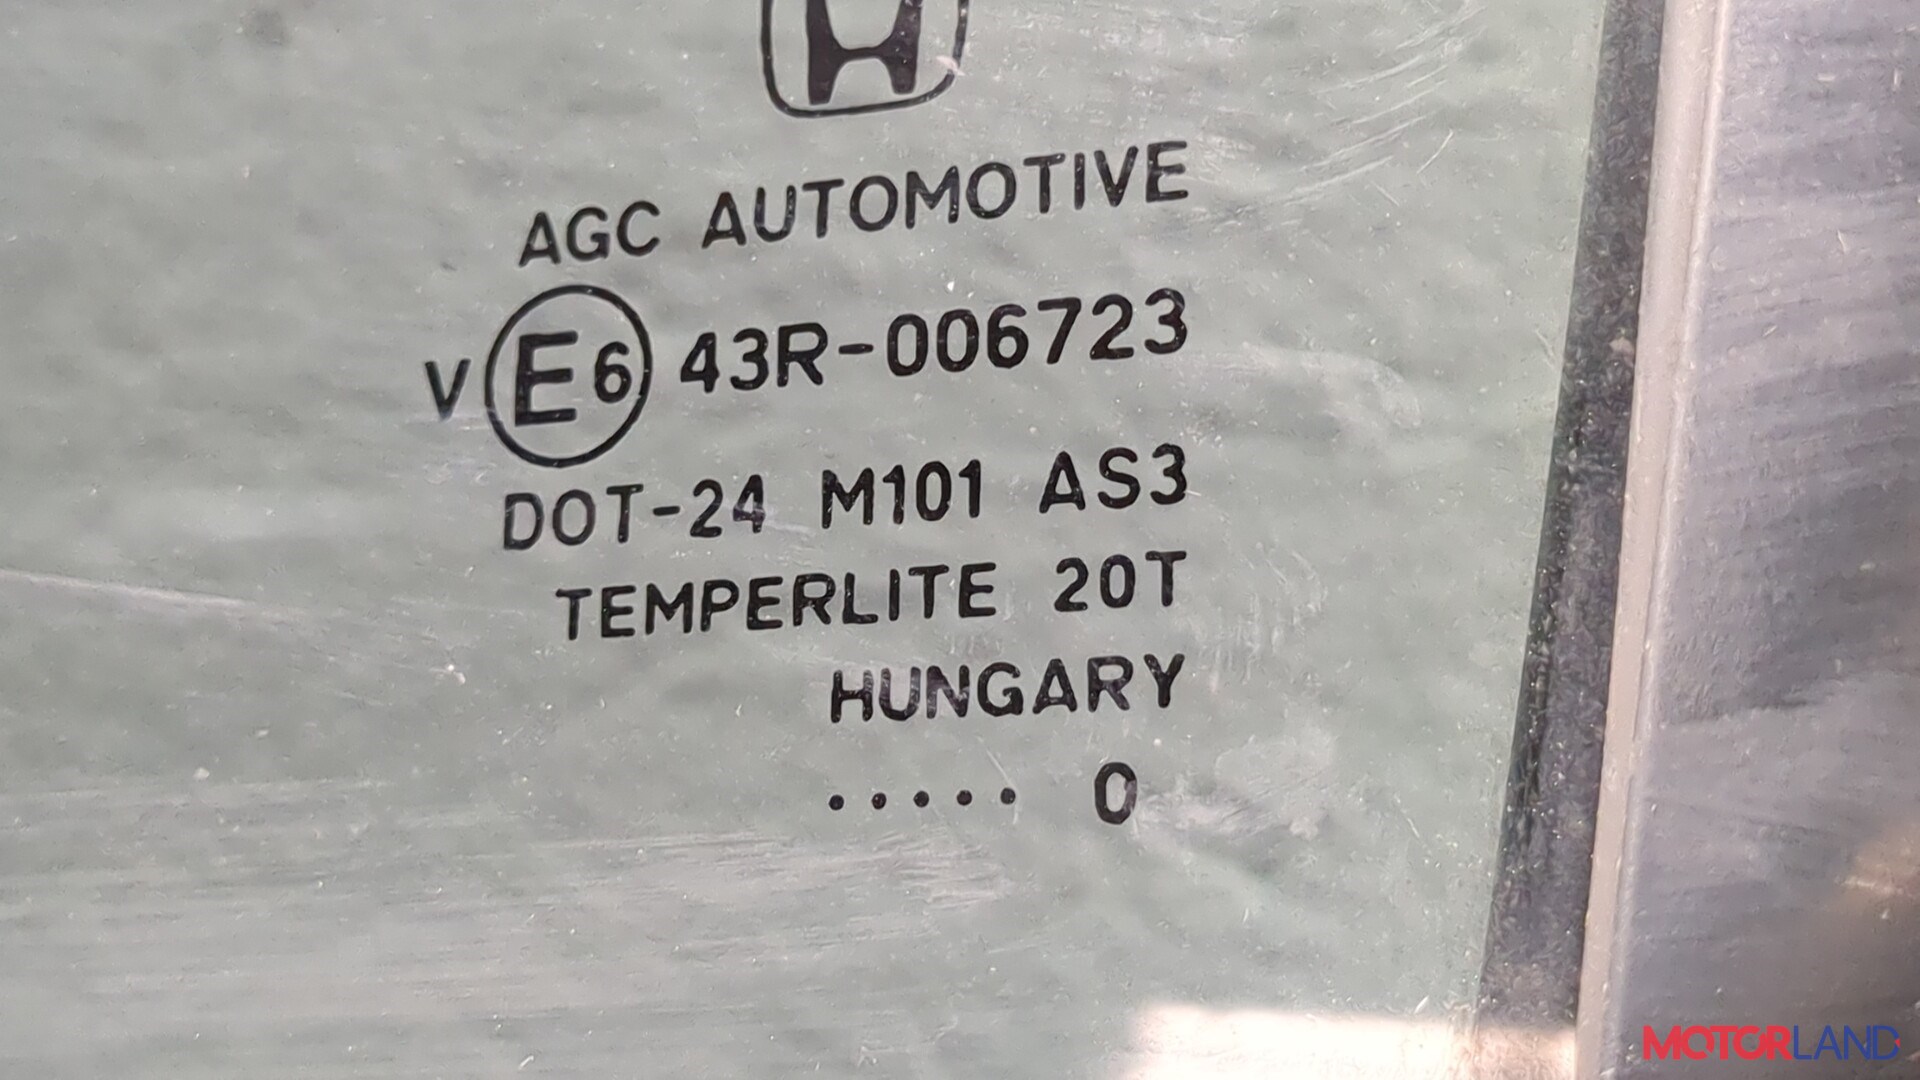 AGC AUTOMOTIVE
V E6 43R-006723
DOT-24 M101 AS3
TEMPERLITE 20T
HUNGARY
..... 0
MOTORLAND